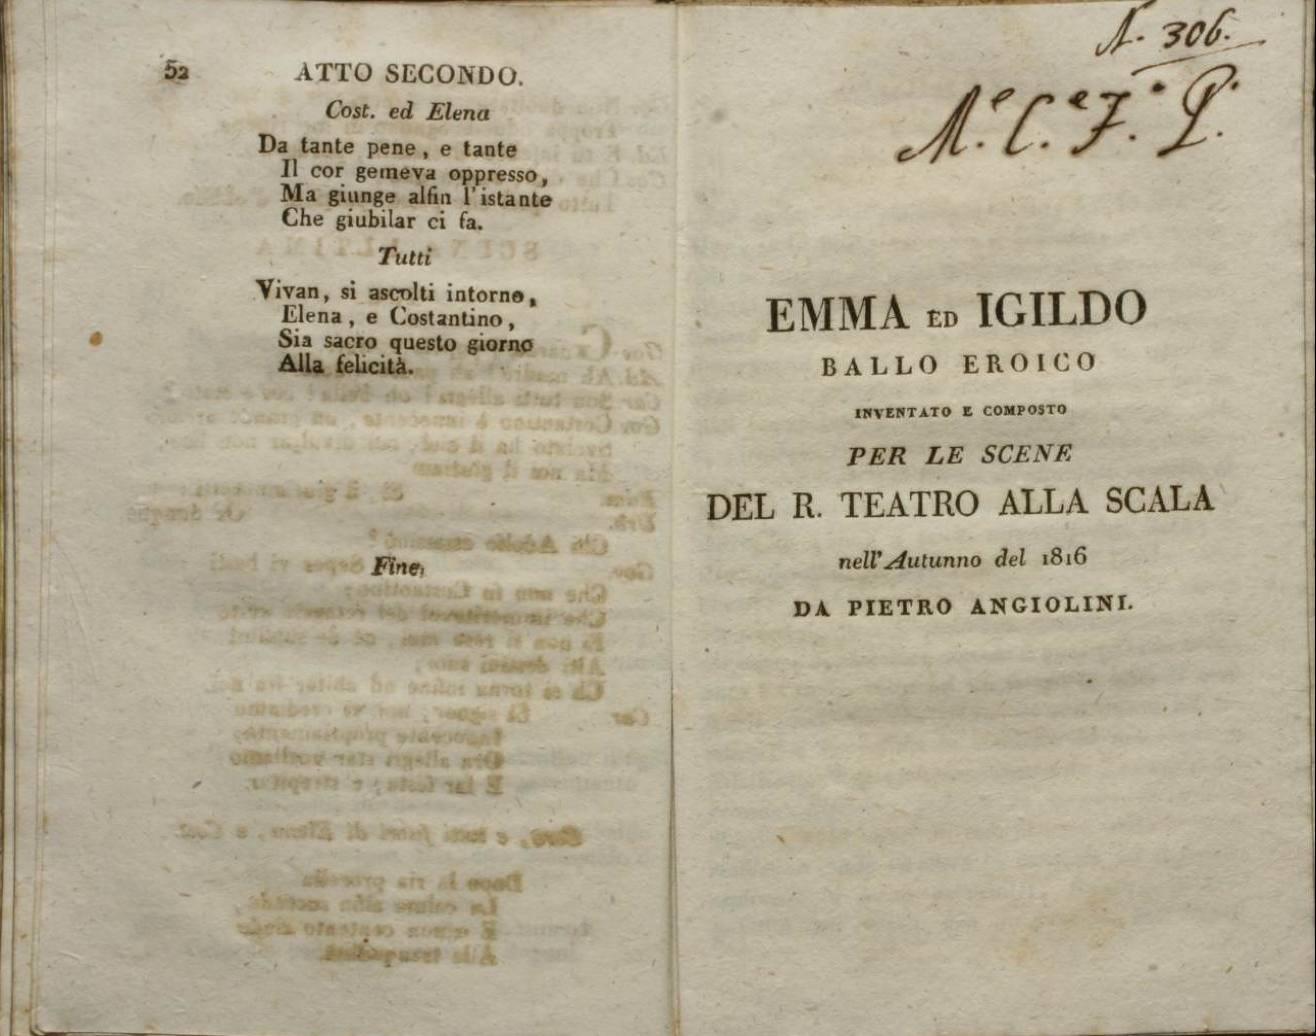 52 ATTO SECONDO.
Cost. ed Elena
Da tante pene, e tante
Il cor gemeva oppresso,
Ma giunge alfin l'istante
Che giubilar ci fa.
Tutti
Vivan, si ascolti intorno,
Elena, e Costantino,
Sia sacro questo giorno
Alla felicità.
Fine.
N. 306.
EMMA ED IGILDO
BALLO EROICO
INVENTATO E COMPOSTO
PER LE SCENE
DEL R. TEATRO ALLA SCALA
nell' Autunno del 1816
DA PIETRO ANGIOLINI.